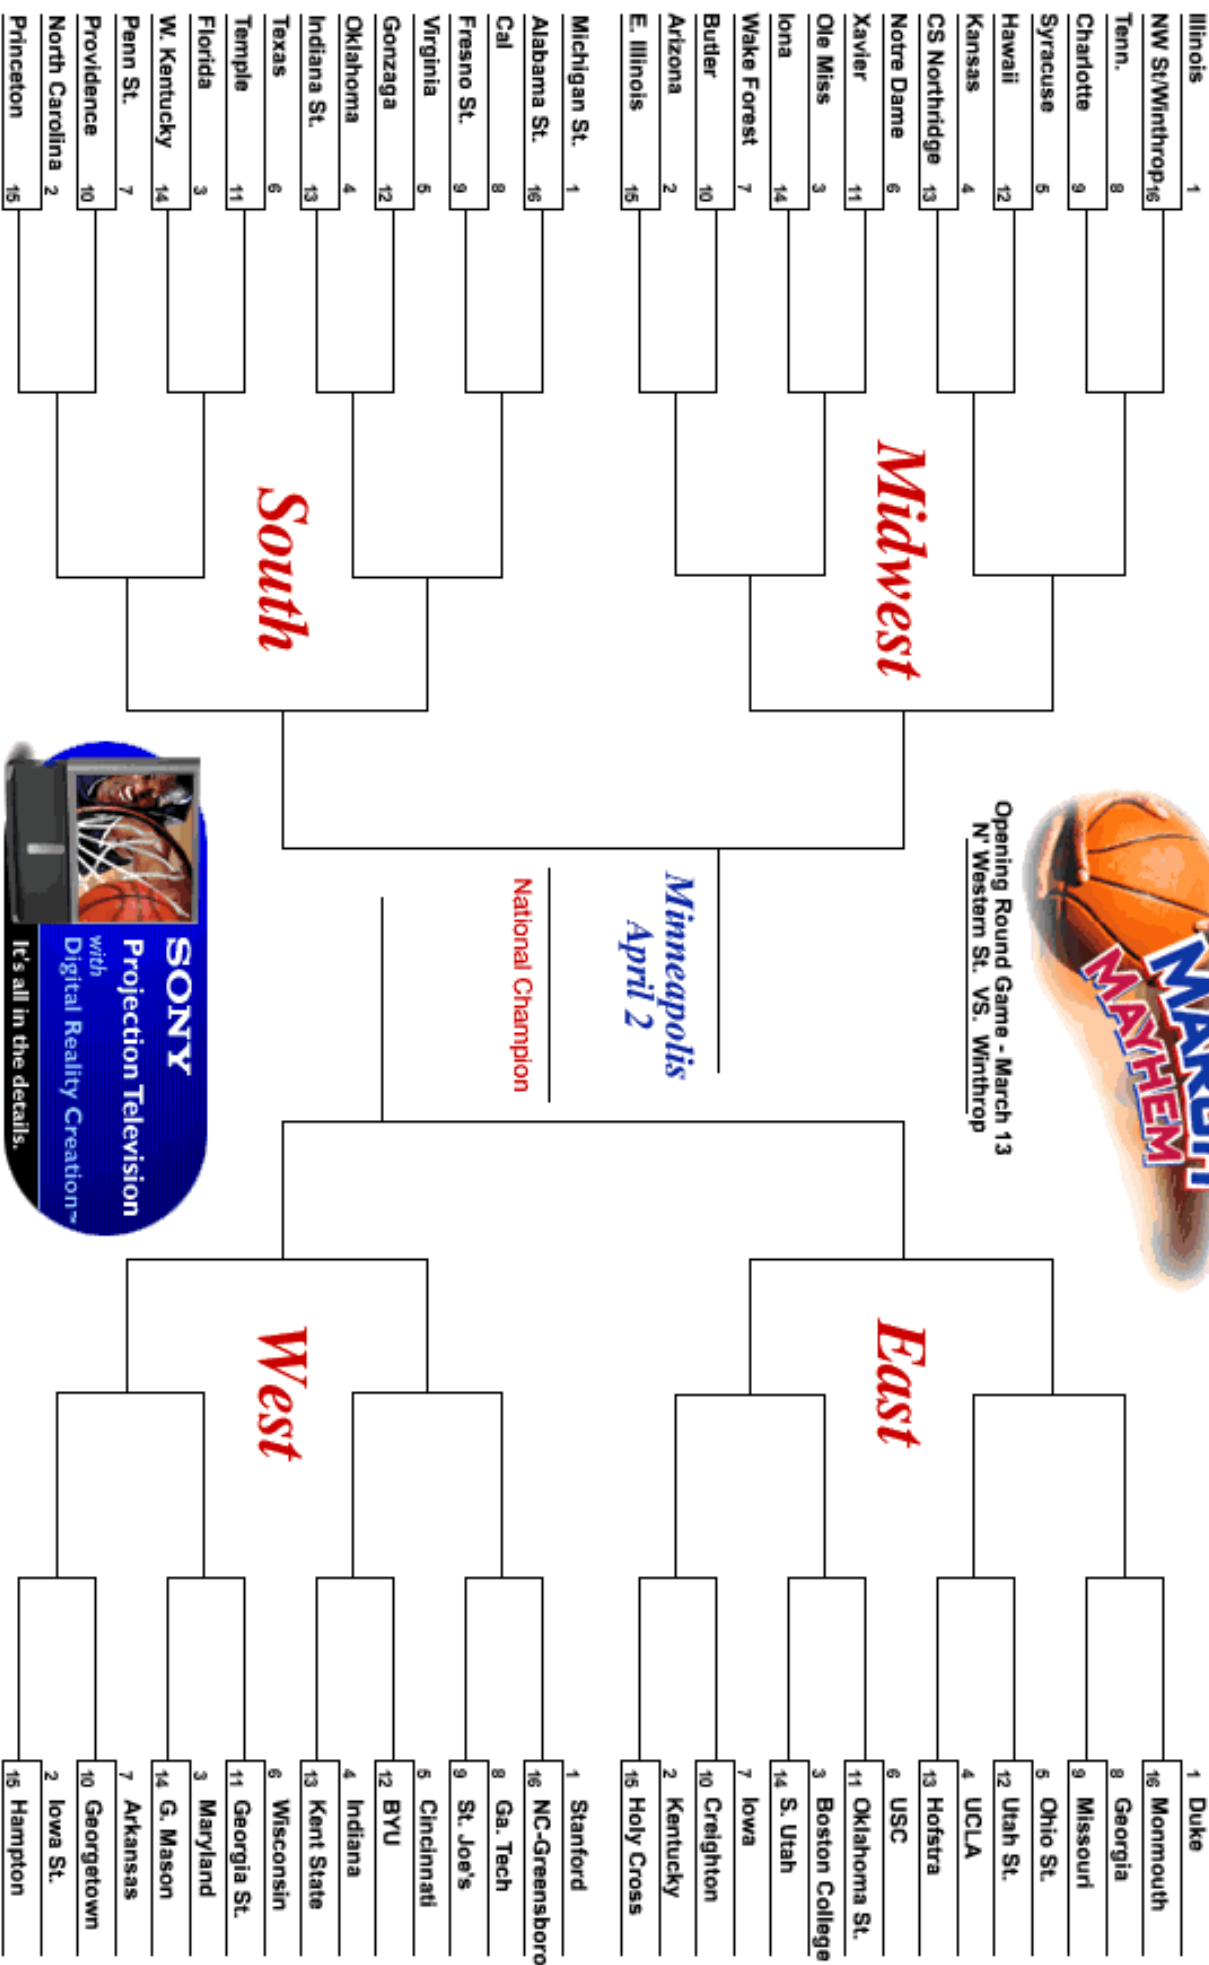 MARCH
MAYHEM
Opening Round Game - March 13
N' Western St. VS. Winthrop
Illinois 1
NW St/Winthrop 16
Tenn. 8
Charlotte 9
Syracuse 5
Hawaii 12
Kansas 4
CS Northridge 13
Notre Dame 6
Xavier 11
Ole Miss 3
Iona 14
Wake Forest 7
Butler 10
Arizona 2
E. Illinois 15
Midwest
Michigan St. 1
Alabama St. 16
Cal 8
Fresno St. 9
Virginia 5
Gonzaga 12
Oklahoma 4
Indiana St. 13
Texas 6
Temple 11
Florida 3
W. Kentucky 14
Penn St. 7
Providence 10
North Carolina 2
Princeton 15
South
Minneapolis
April 2
National Champion
1 Duke
16 Monmouth
8 Georgia
9 Missouri
5 Ohio St.
12 Utah St.
4 UCLA
13 Hofstra
6 USC
11 Oklahoma St.
3 Boston College
14 S. Utah
7 Iowa
10 Creighton
2 Kentucky
15 Holy Cross
East
1 Stanford
16 NC-Greensboro
8 Ga. Tech
9 St. Joe's
5 Cincinnati
12 BYU
4 Indiana
13 Kent State
6 Wisconsin
11 Georgia St.
3 Maryland
14 G. Mason
7 Arkansas
10 Georgetown
2 Iowa St.
15 Hampton
West
SONY
Projection Television
with
Digital Reality Creation™
It's all in the details.